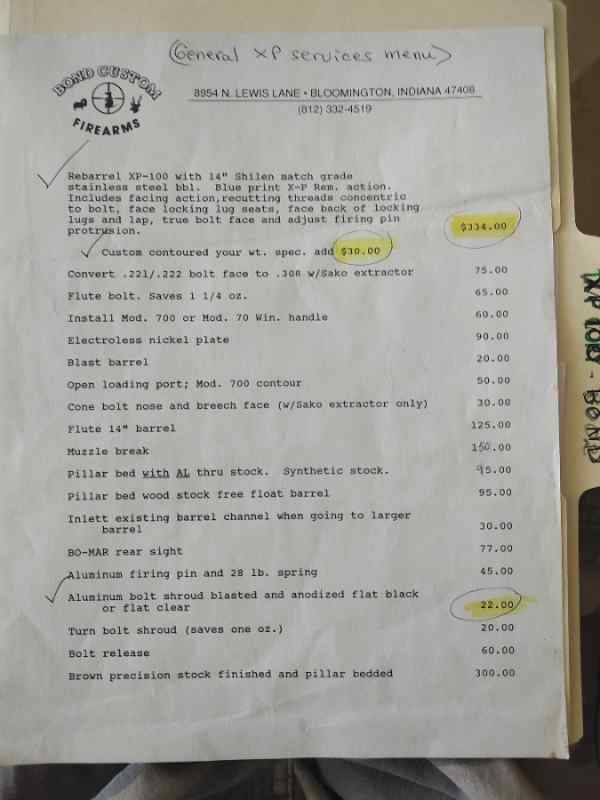 (General XP services menu)
BOND CUSTOM
FIREARMS
8954 N. LEWIS LANE • BLOOMINGTON, INDIANA 47408
(812) 332-4519
Rebarrel XP-100 with 14" Shilen match grade
stainless steel bbl. Blue print X-P Rem. action.
Includes facing action,recutting threads concentric
to bolt, face locking lug seats, face back of locking
lugs and lap, true bolt face and adjust firing pin
protrusion. $334.00
Custom contoured your wt. spec. add $30.00
Convert .221/.222 bolt face to .308 w/Sako extractor 75.00
Flute bolt. Saves 1 1/4 oz. 65.00
Install Mod. 700 or Mod. 70 Win. handle 60.00
Electroless nickel plate 90.00
Blast barrel 20.00
Open loading port; Mod. 700 contour 50.00
Cone bolt nose and breech face (w/Sako extractor only) 30.00
Flute 14" barrel 125.00
Muzzle break 150.00
Pillar bed with AL thru stock. Synthetic stock. 95.00
Pillar bed wood stock free float barrel 95.00
Inlett existing barrel channel when going to larger
barrel 30.00
BO-MAR rear sight 77.00
Aluminum firing pin and 28 lb. spring 45.00
Aluminum bolt shroud blasted and anodized flat black
or flat clear 22.00
Turn bolt shroud (saves one oz.) 20.00
Bolt release 60.00
Brown precision stock finished and pillar bedded 300.00
XP 100 - BOND